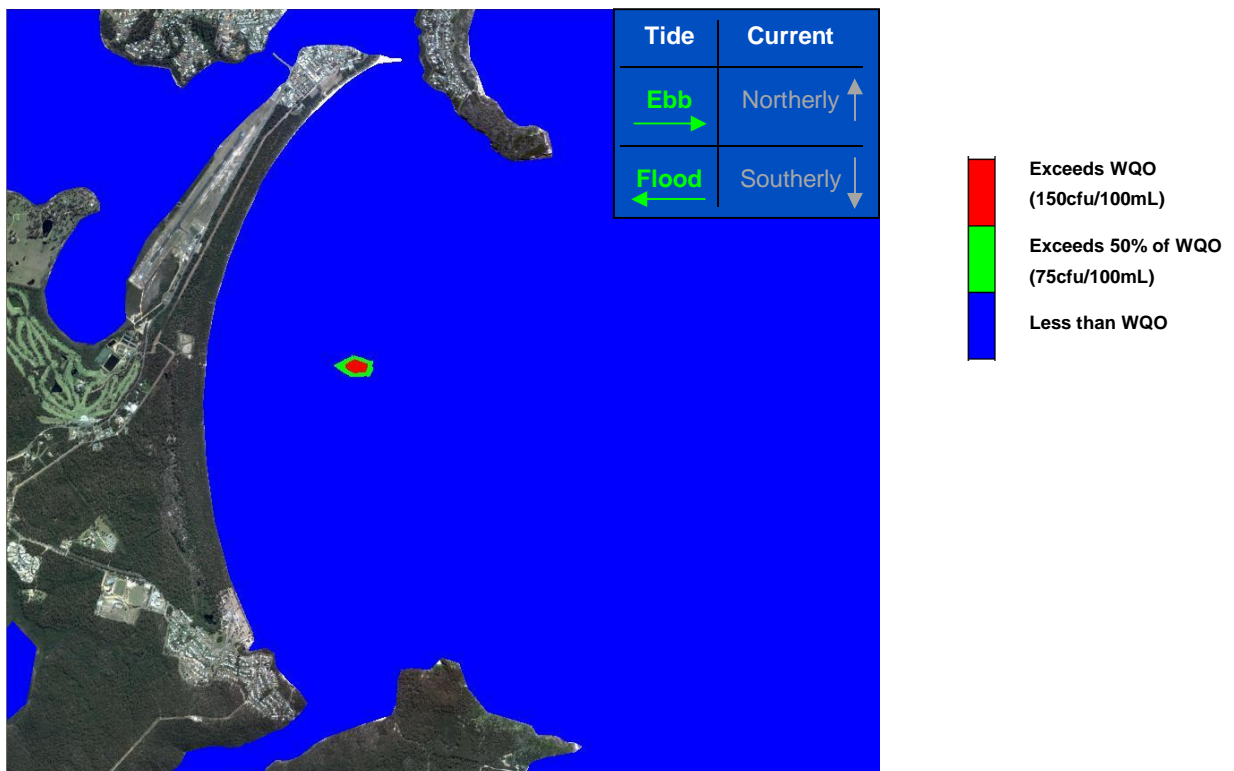 Tide Current
Ebb Northerly
Flood Southerly
Exceeds WQO
(150cfu/100mL)
Exceeds 50% of WQO
(75cfu/100mL)
Less than WQO